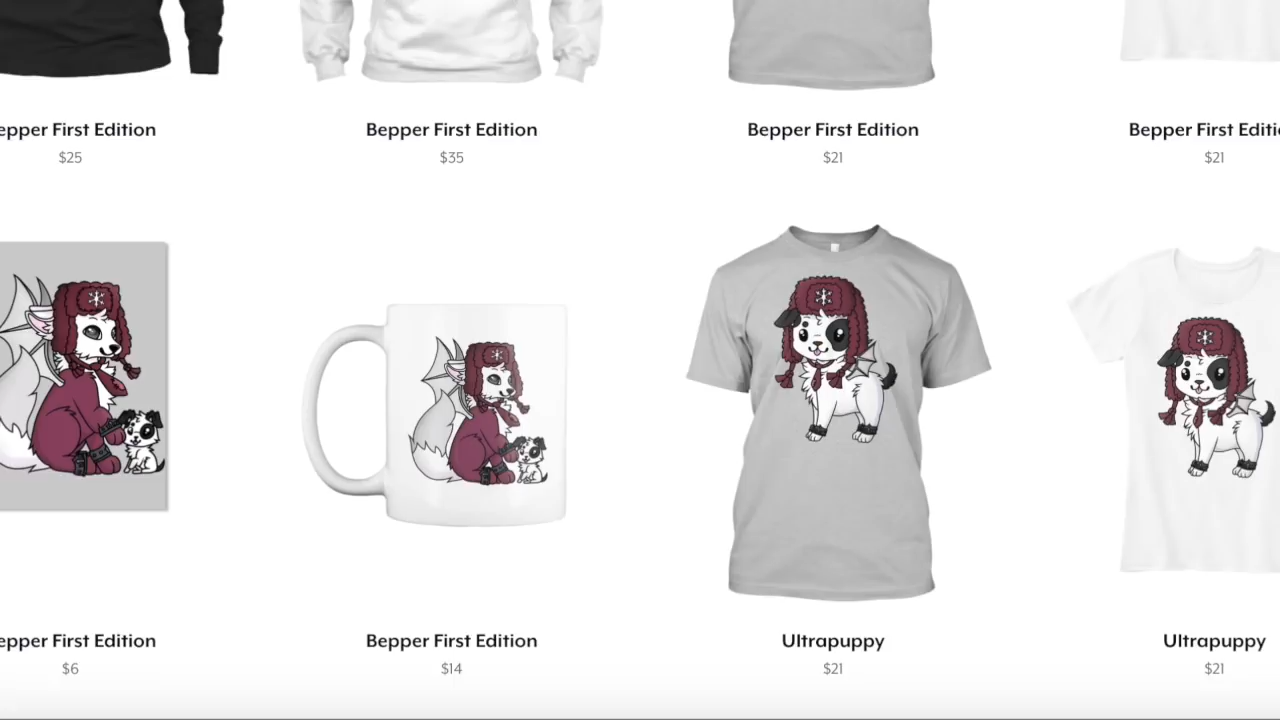 epper First Edition
Bepper First Edition
Bepper First Edition
Bepper First Editi
$25
$35
$21
$21
epper First Edition
Bepper First Edition
Ultrapuppy
Ultrapuppy
$6
$14
$21
$21